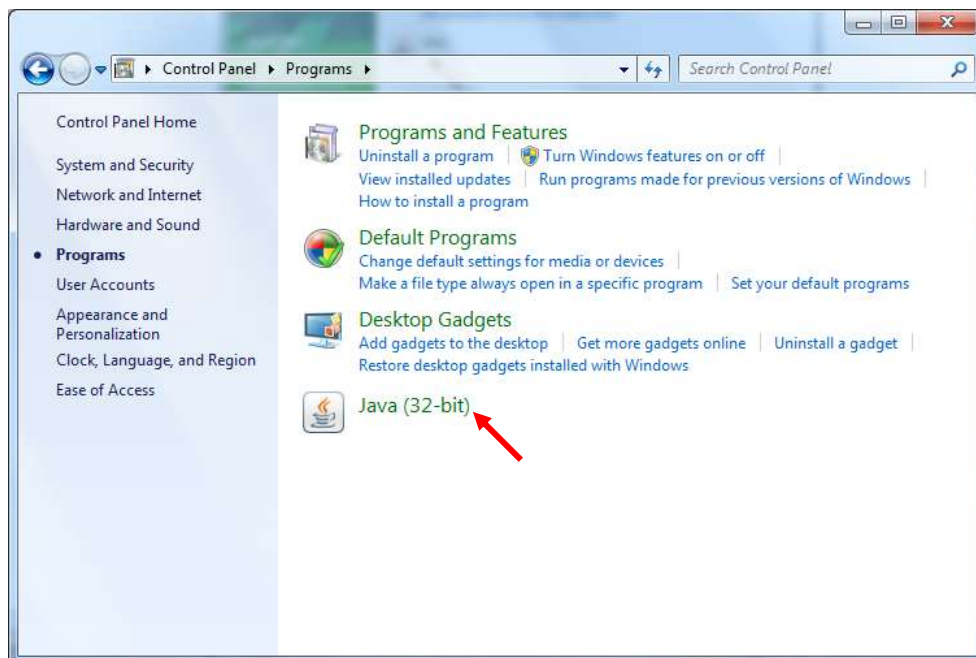 Control Panel Programs
Search Control Panel
Control Panel Home
System and Security
Network and Internet
Hardware and Sound
Programs
User Accounts
Appearance and
Personalization
Clock, Language, and Region
Ease of Access
Programs and Features
Uninstall a program Turn Windows features on or off
View installed updates Run programs made for previous versions of Windows
How to install a program
Default Programs
Change default settings for media or devices
Make a file type always open in a specific program Set your default programs
Desktop Gadgets
Add gadgets to the desktop Get more gadgets online Uninstall a gadget
Restore desktop gadgets installed with Windows
Java (32-bit)